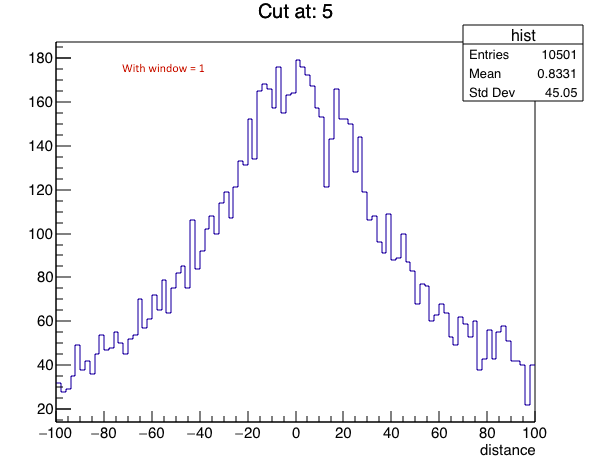 Cut at: 5
hist
Entries 10501
Mean 0.8331
Std Dev 45.05
With window = 1
180
160
140
120
100
80
60
40
20
−100 −80 −60 −40 −20 0 20 40 60 80 100
distance